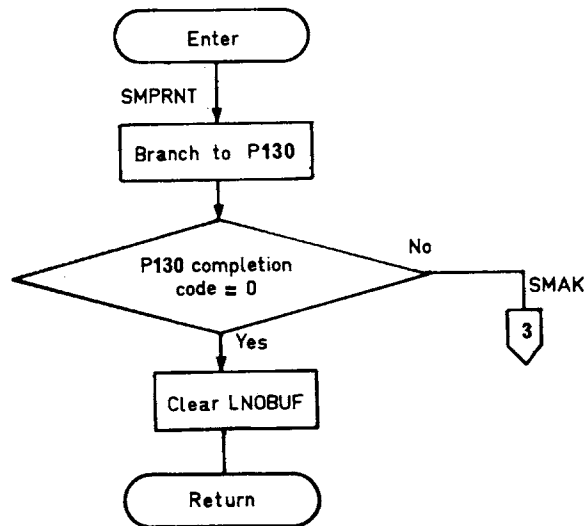 Enter
SMPRNT
Branch to P130
No
P130 completion
code = 0
SMAK
3
Yes
Clear LNOBUF
Return